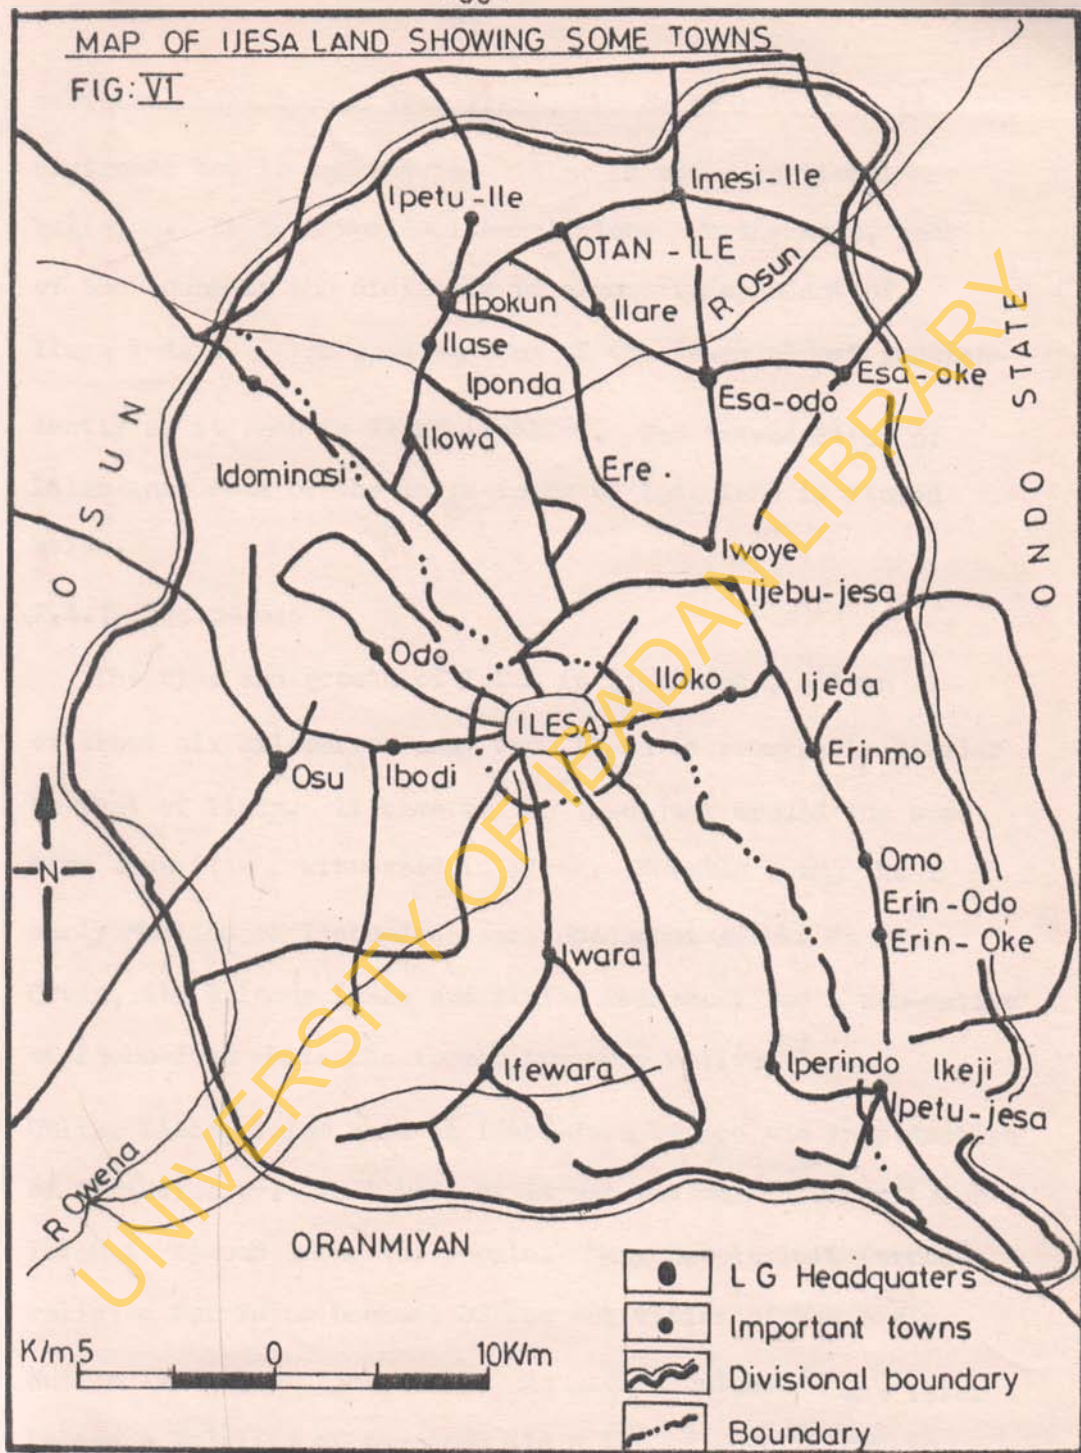 MAP OF IJESA LAND SHOWING SOME TOWNS
FIG: VI
Imesi-Ile
Ipetu-Ile
OTAN-ILE
R Osun
Ibokun
Ilare
Ilase
Iponda
Esa-odo
Esa-oke
ONDO STATE
OSUN
Ilowa
Idominasi
Ere.
Iwoye
Ijebu-jesa
Odo
Iloko
Ijeda
ILESA
Osu
Ibodi
Erinmo
N
Omo
Erin-Odo
Erin-Oke
Iwara
Ifewara
Iperindo
Ikeji
Ipetu-jesa
R Owena
ORANMIYAN
L G Headquaters
Important towns
K/m5 0 10K/m
Divisional boundary
Boundary
UNIVERSITY OF IBADAN LIBRARY